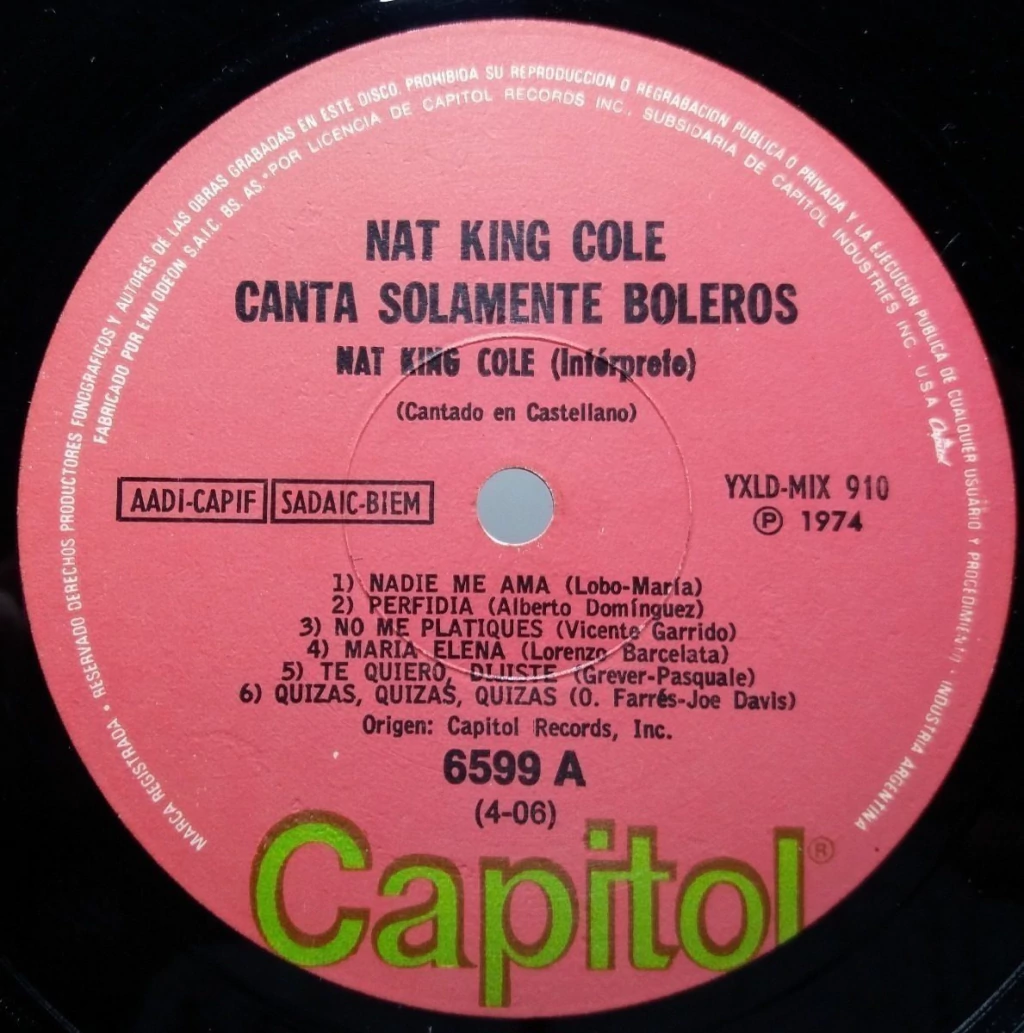 RESERVADO DERECHOS PRODUCTORES FONOGRAFICOS Y AUTORES DE LAS OBRAS GRABADAS EN ESTE DISCO. PROHIBIDA SU REPRODUCCION O REGRABACION PUBLICA O PRIVADA Y LA EJECUCION PUBLICA DE CUALQUIER USUARIO Y PROCEDIMIENTO · INDUSTRIA ARGENTINA
MARCA REGISTRADA •
FABRICADO POR EMI ODEON S.A.I.C. BS. AS. • POR LICENCIA DE CAPITOL RECORDS INC., SUBSIDARIA DE CAPITOL INDUSTRIES INC. U.S.A. Capitol
NAT KING COLE
CANTA SOLAMENTE BOLEROS
NAT KING COLE (Intérprete)
(Cantado en Castellano)
AADI-CAPIF SADAIC-BIEM
YXLD-MIX 910
Ⓟ 1974
1) NADIE ME AMA (Lobo-María)
2) PERFIDIA (Alberto Domínguez)
3) NO ME PLATIQUES (Vicente Garrido)
4) MARIA ELENA (Lorenzo Barcelata)
5) TE QUIERO, DIJISTE (Grever-Pasquale)
6) QUIZAS, QUIZAS, QUIZAS (O. Farrés-Joe Davis)
Origen: Capitol Records, Inc.
6599 A
(4-06)
Capitol®